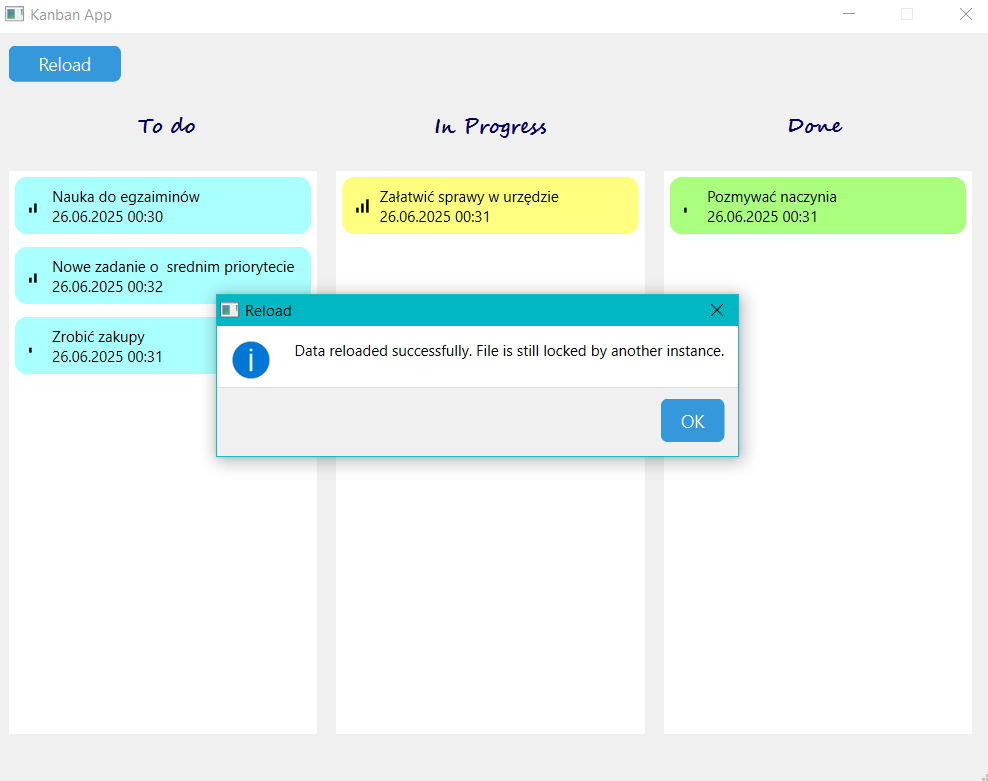 Kanban App
Reload
To do
In Progress
Done
Nauka do egzaiminów
26.06.2025 00:30
Nowe zadanie o  srednim priorytecie
26.06.2025 00:32
Zrobić zakupy
26.06.2025 00:31
Załatwić sprawy w urzędzie
26.06.2025 00:31
Pozmywać naczynia
26.06.2025 00:31
Reload
Data reloaded successfully. File is still locked by another instance.
OK